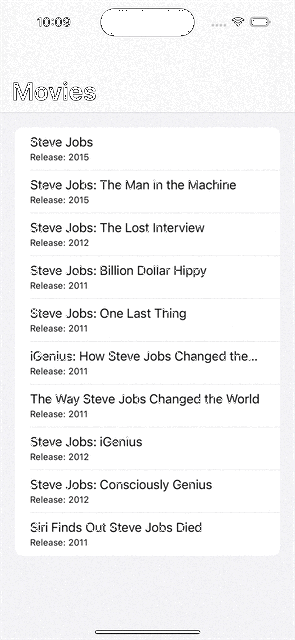 10:09
Movies
Steve Jobs
Release: 2015
Steve Jobs: The Man in the Machine
Release: 2015
Steve Jobs: The Lost Interview
Release: 2012
Steve Jobs: Billion Dollar Hippy
Release: 2011
Steve Jobs: One Last Thing
Release: 2011
iGenius: How Steve Jobs Changed the...
Release: 2011
The Way Steve Jobs Changed the World
Release: 2011
Steve Jobs: iGenius
Release: 2012
Steve Jobs: Consciously Genius
Release: 2012
Siri Finds Out Steve Jobs Died
Release: 2011